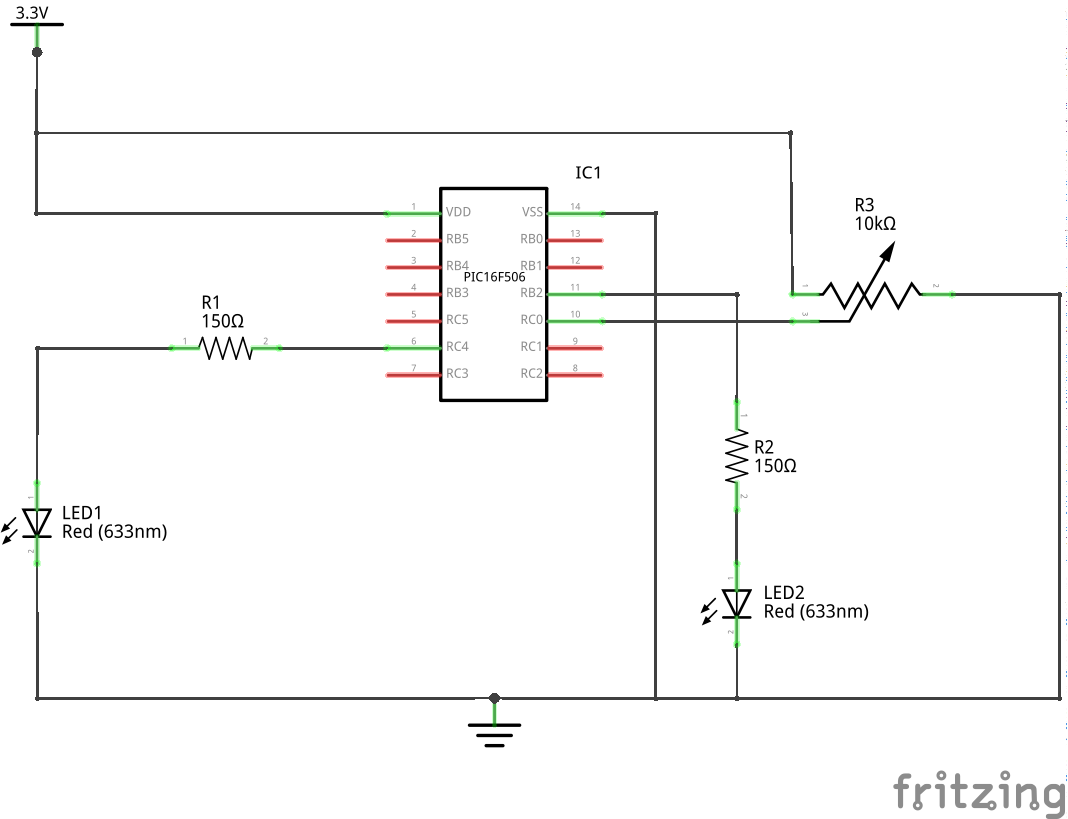 3.3V
IC1
1 VDD VSS 14
2 RB5 RB0 13
3 RB4 RB1 12
PIC16F506
4 RB3 RB2 11
5 RC5 RC0 10
6 RC4 RC1 9
7 RC3 RC2 8
R3
10kΩ
1
2
3
R1
150Ω
1
2
1
R2
150Ω
2
1
LED1
Red (633nm)
2
1
LED2
Red (633nm)
2
fritzing